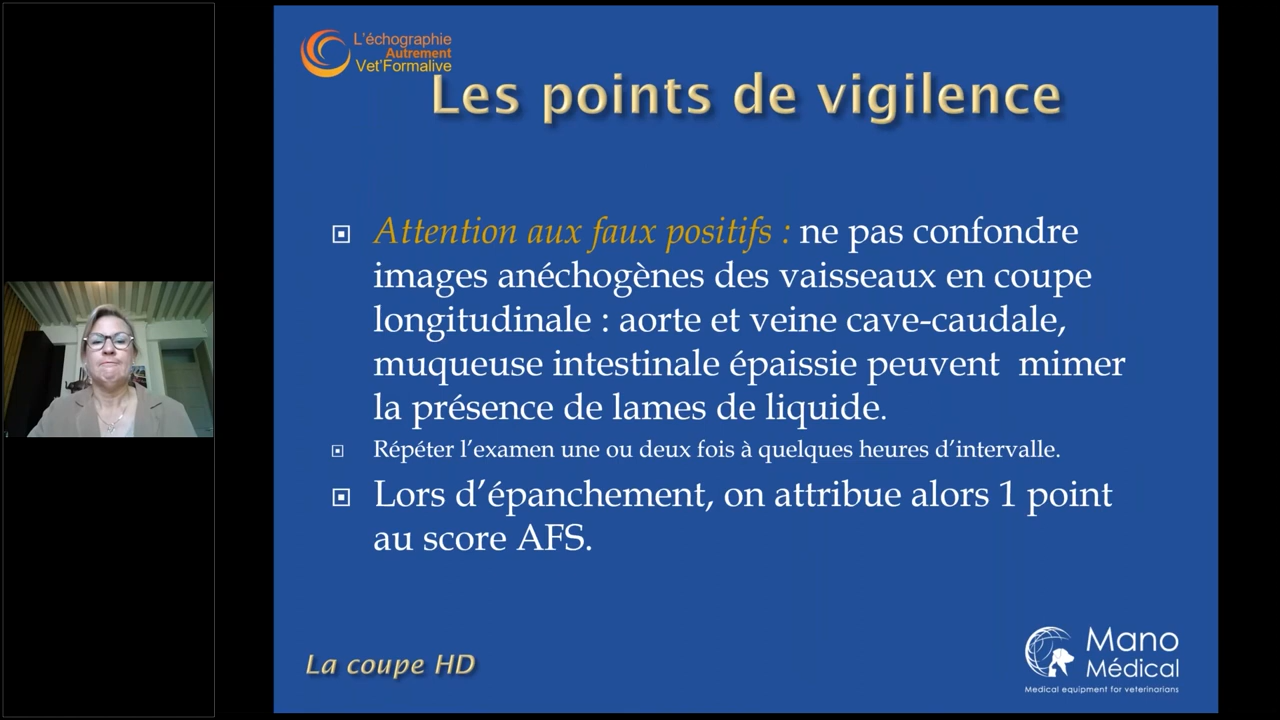 L'échographie
Autrement
Vet'Formalive
Les points de vigilence
Attention aux faux positifs : ne pas confondre
images anéchogènes des vaisseaux en coupe
longitudinale : aorte et veine cave-caudale,
muqueuse intestinale épaissie peuvent mimer
la présence de lames de liquide.
Répéter l'examen une ou deux fois à quelques heures d'intervalle.
Lors d'épanchement, on attribue alors 1 point
au score AFS.
La coupe HD
Mano
Médical
Medical equipment for veterinarians